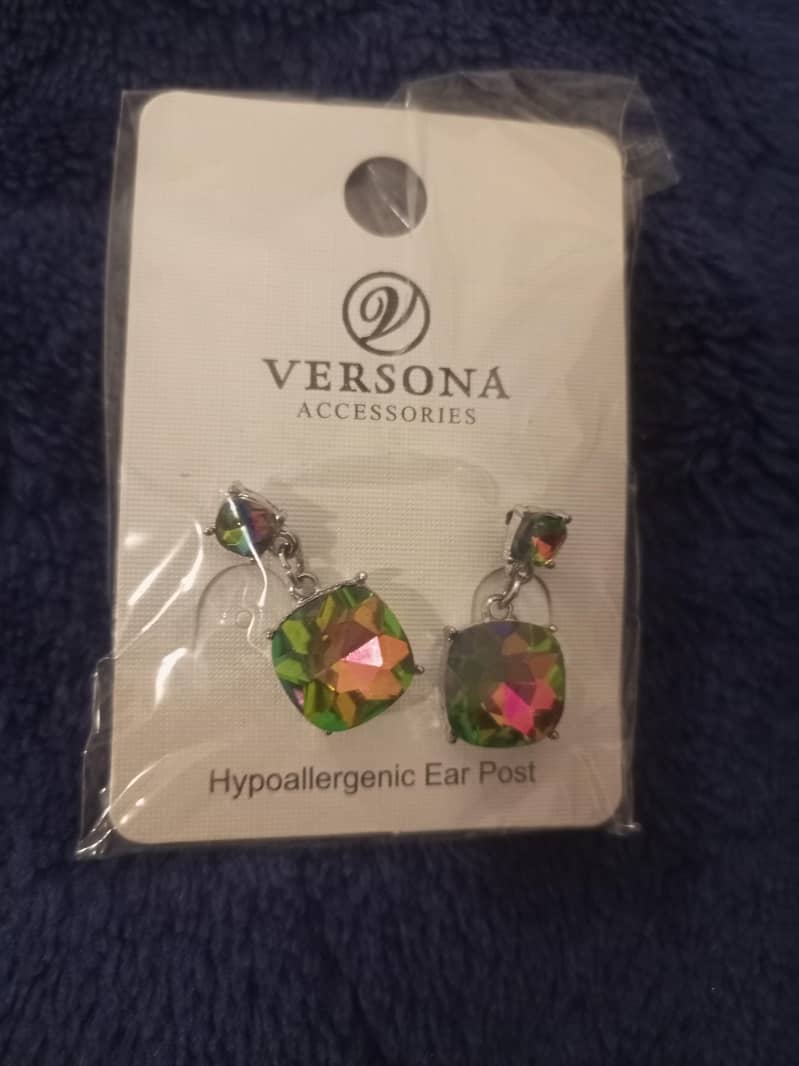 V
VERSONA
ACCESSORIES
Hypoallergenic Ear Post